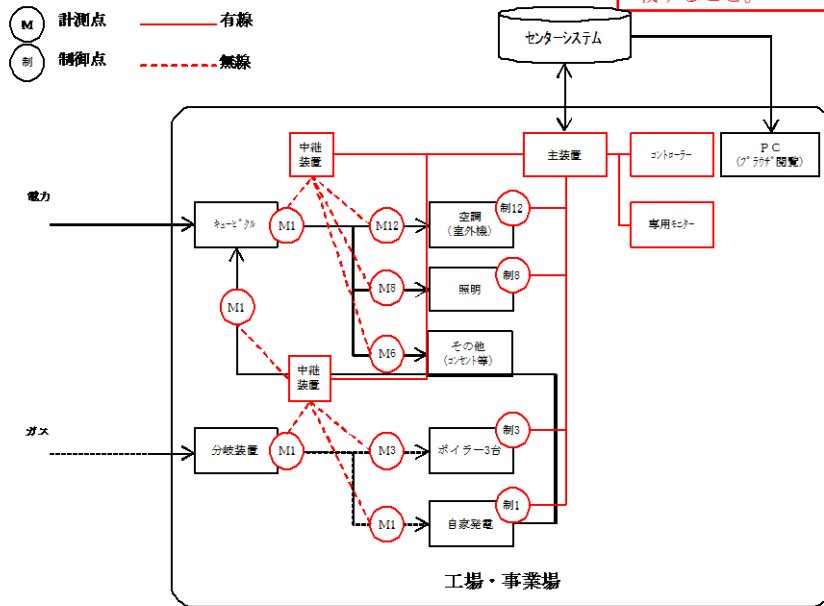 M 計測点 有線
制 制御点 無線
センターシステム
中継
装置
主装置
コントローラー
PC
(ブラウザ閲覧)
電力
キュービクル
M1
M12
空調
(室外機)
制12
専用モニター
M8
照明
制8
M1
M6
その他
(コンセント等)
中継
装置
ガス
分岐装置
M1
M3
ボイラー3台
制3
M1
自家発電
制1
工場・事業場